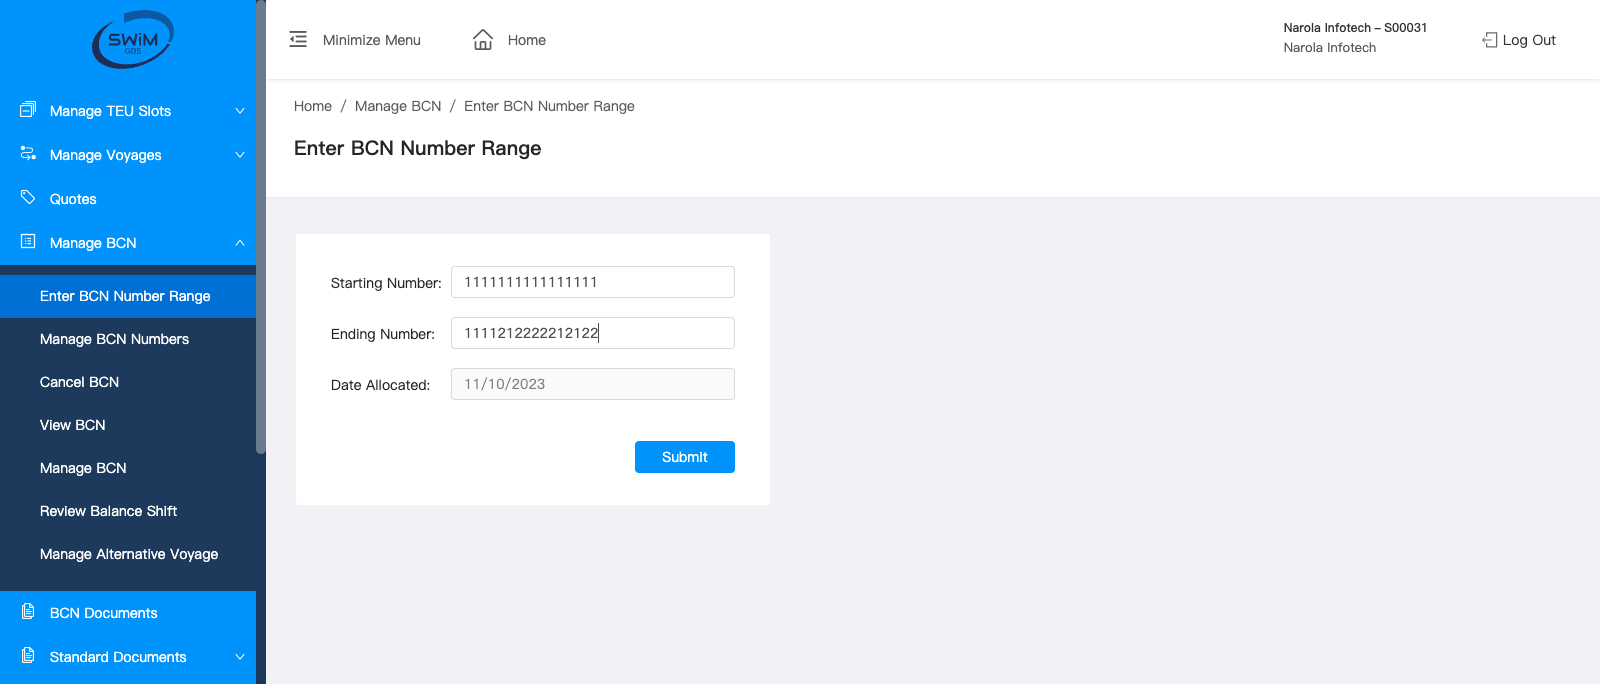 SWiM
GDS
Manage TEU Slots
Manage Voyages
Quotes
Manage BCN
Enter BCN Number Range
Manage BCN Numbers
Cancel BCN
View BCN
Manage BCN
Review Balance Shift
Manage Alternative Voyage
BCN Documents
Standard Documents
Minimize Menu
Home
Narola Infotech – S00031
Narola Infotech
Log Out
Home / Manage BCN / Enter BCN Number Range
Enter BCN Number Range
Starting Number: 1111111111111111
Ending Number: 1111212222212122
Date Allocated: 11/10/2023
Submit